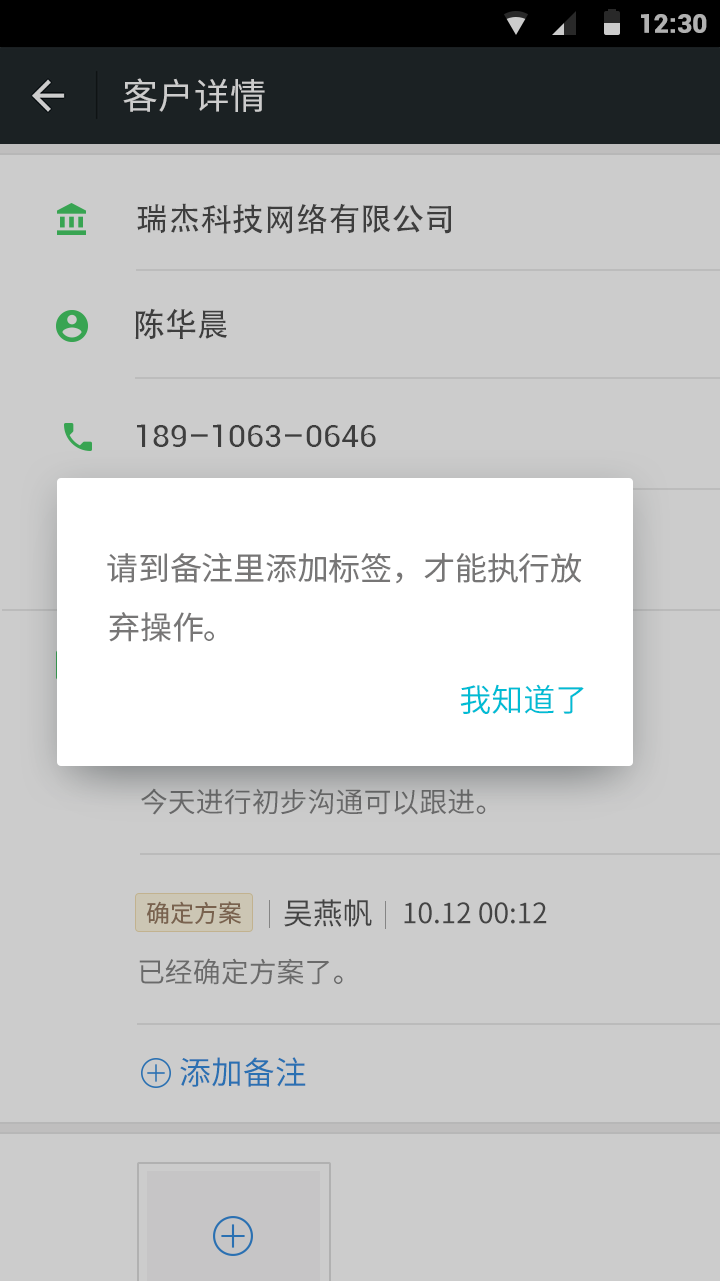 12:30
客户详情
瑞杰科技网络有限公司
陈华晨
189-1063-0646
请到备注里添加标签，才能执行放
弃操作。
我知道了
今天进行初步沟通可以跟进。
确定方案 吴燕帆 10.12 00:12
已经确定方案了。
添加备注